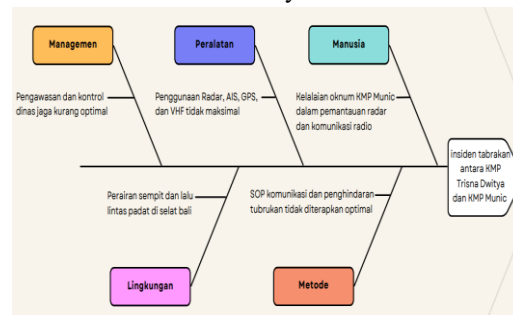 Managemen
Peralatan
Manusia
Pengawasan dan kontrol
dinas jaga kurang optimal
Penggunaan Radar, AIS, GPS,
dan VHF tidak maksimal
Kelalaian oknum KMP Munic
dalam pemantauan radar
dan komunikasi radio
insiden tabrakan
antara KMP
Trisna Dwitya
dan KMP Munic
Perairan sempit dan lalu
lintas padat di selat bali
SOP komunikasi dan penghindaran
tubrukan tidak diterapkan optimal
Lingkungan
Metode